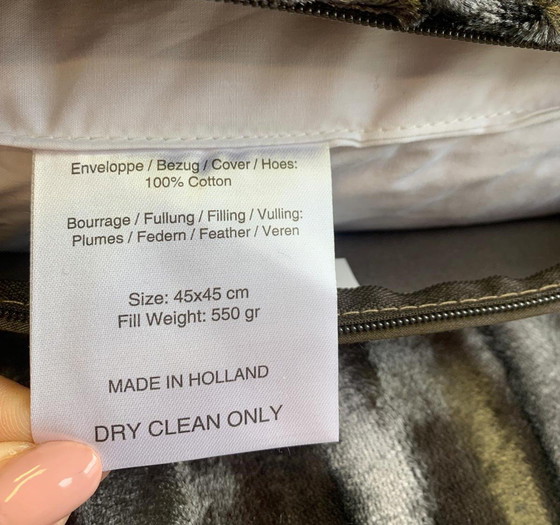 Enveloppe / Bezug / Cover / Hoes:
100% Cotton
Bourrage / Fullung / Filling / Vulling:
Plumes / Federn / Feather / Veren
Size: 45x45 cm
Fill Weight: 550 gr
MADE IN HOLLAND
DRY CLEAN ONLY